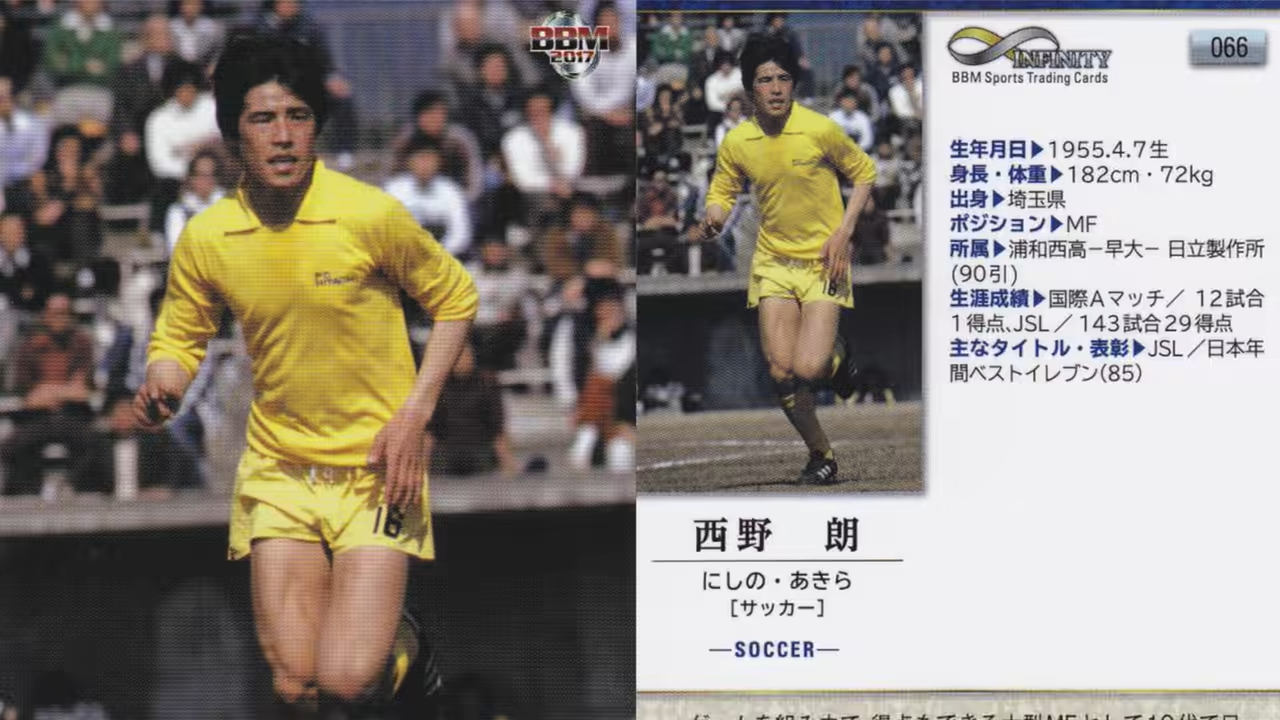 BBM
2017
16
16
INFINITY
BBM Sports Trading Cards
066
生年月日▶1955.4.7生
身長・体重▶182cm・72kg
出身▶埼玉県
ポジション▶MF
所属▶浦和西高－早大－ 日立製作所
(90引)
生涯成績▶国際Aマッチ／ 12試合
1得点､JSL／143試合29得点
主なタイトル・表彰▶JSL／日本年
間ベストイレブン(85)
西野 朗
にしの・あきら
[サッカー]
—SOCCER—